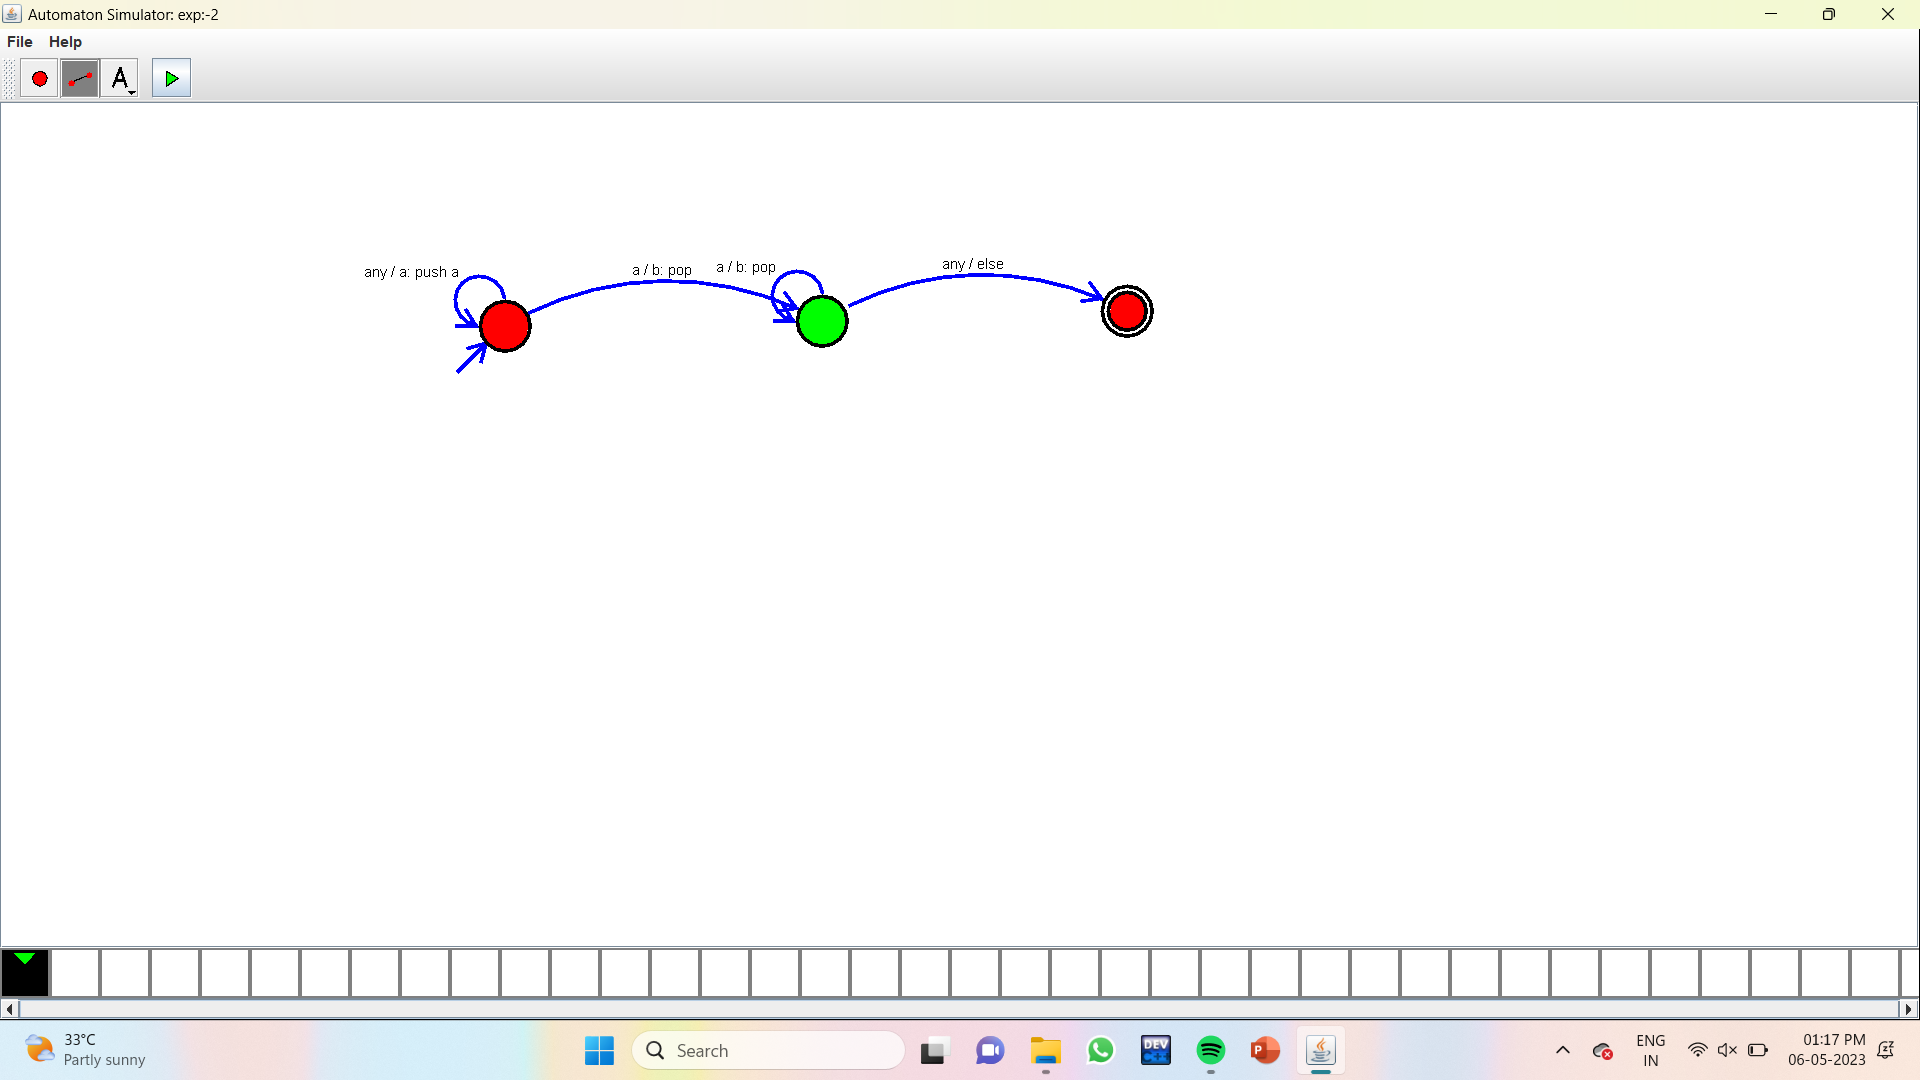 Automaton Simulator: exp:-2
File Help
A
any / a: push a
a / b: pop
a / b: pop
any / else
33°C
Partly sunny
Search
DEV
C++
P
ENG
IN
01:17 PM
06-05-2023